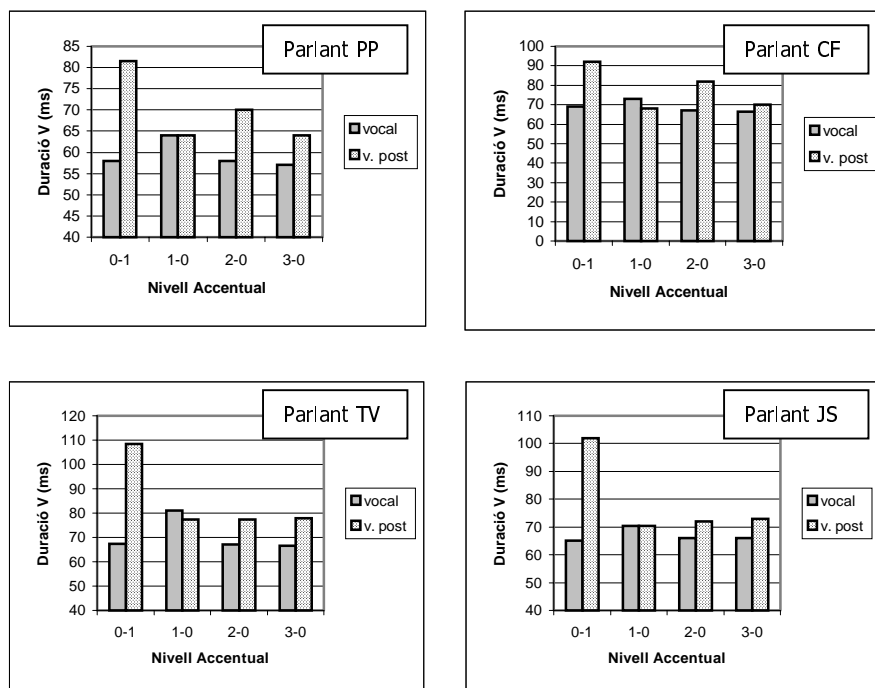 Parlant PP
Duració V (ms)
85
80
75
70
65
60
55
50
45
40
0-1 1-0 2-0 3-0
Nivell Accentual
vocal
v. post
Parlant CF
Duració V (ms)
100
90
80
70
60
50
40
30
20
10
0
0-1 1-0 2-0 3-0
Nivell Accentual
vocal
v. post
Parlant TV
Duració V (ms)
120
110
100
90
80
70
60
50
40
0-1 1-0 2-0 3-0
Nivell Accentual
vocal
v. post
Parlant JS
Duració V (ms)
110
100
90
80
70
60
50
40
0-1 1-0 2-0 3-0
Nivell Accentual
vocal
v. post